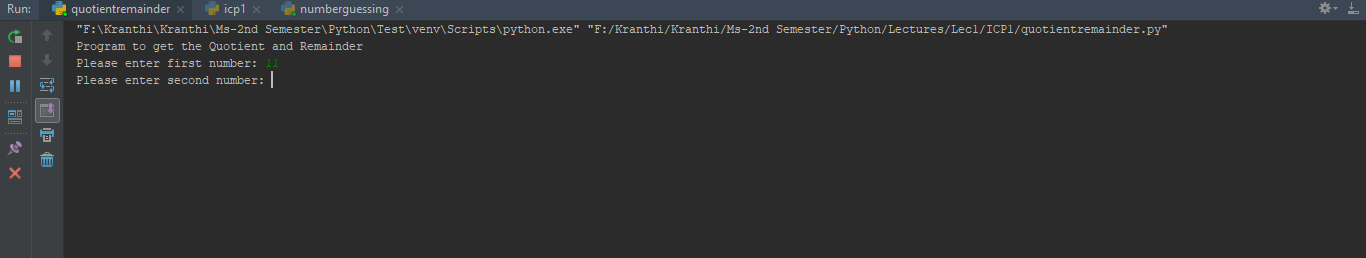 Run: quotientremainder icp1 numberguessing
"F:\Kranthi\Kranthi\Ms-2nd Semester\Python\Test\venv\Scripts\python.exe" "F:/Kranthi/Kranthi/Ms-2nd Semester/Python/Lectures/Lec1/ICP1/quotientremainder.py"
Program to get the Quotient and Remainder
Please enter first number: 11
Please enter second number: